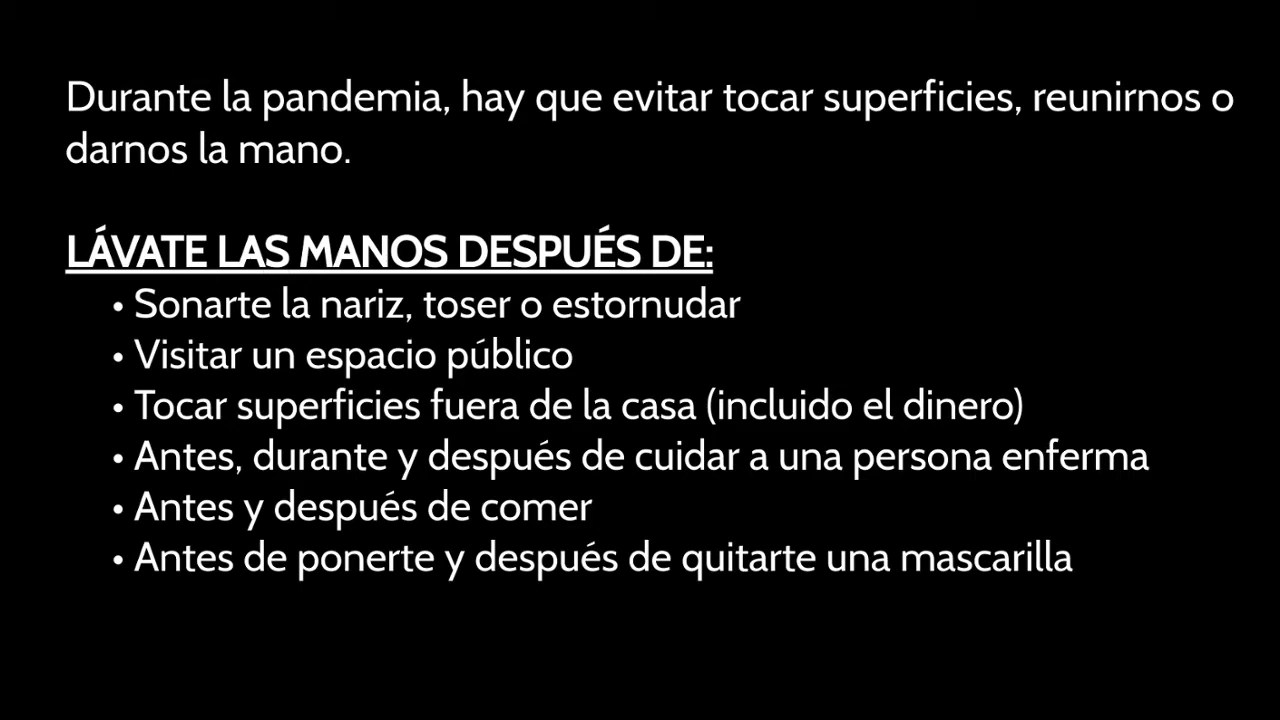 Durante la pandemia, hay que evitar tocar superficies, reunirnos o
darnos la mano.
LÁVATE LAS MANOS DESPUÉS DE:
• Sonarte la nariz, toser o estornudar
• Visitar un espacio público
• Tocar superficies fuera de la casa (incluido el dinero)
• Antes, durante y después de cuidar a una persona enferma
• Antes y después de comer
• Antes de ponerte y después de quitarte una mascarilla